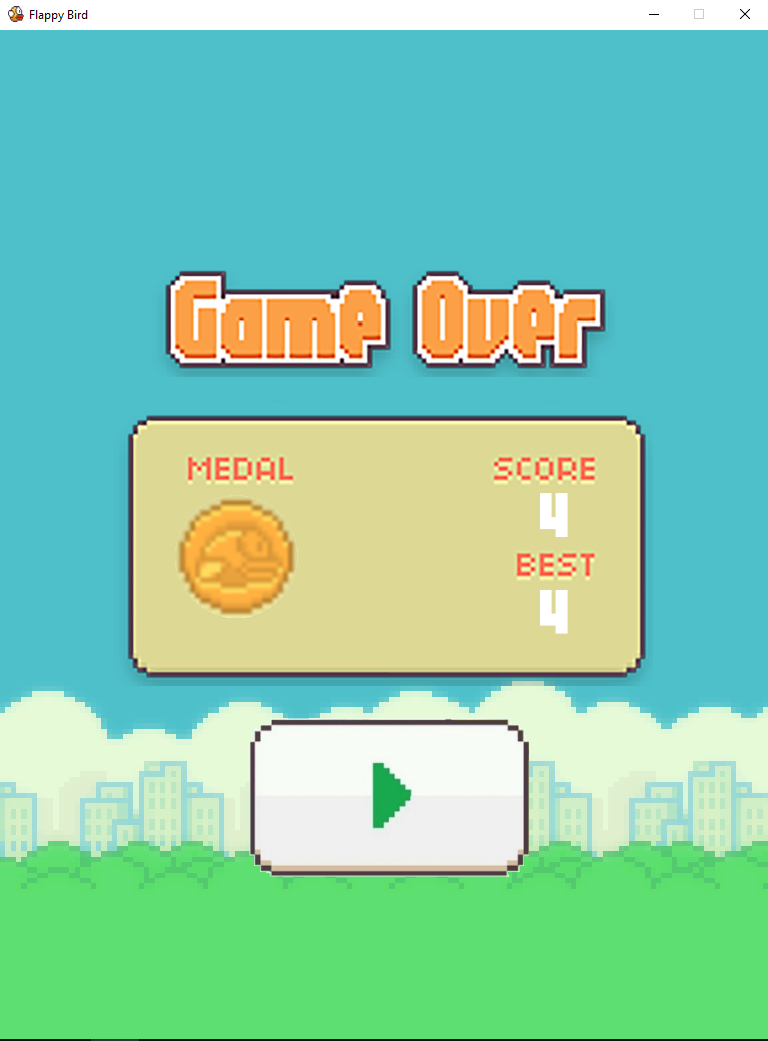 Flappy Bird
Game Over
MEDAL SCORE
4
BEST
4